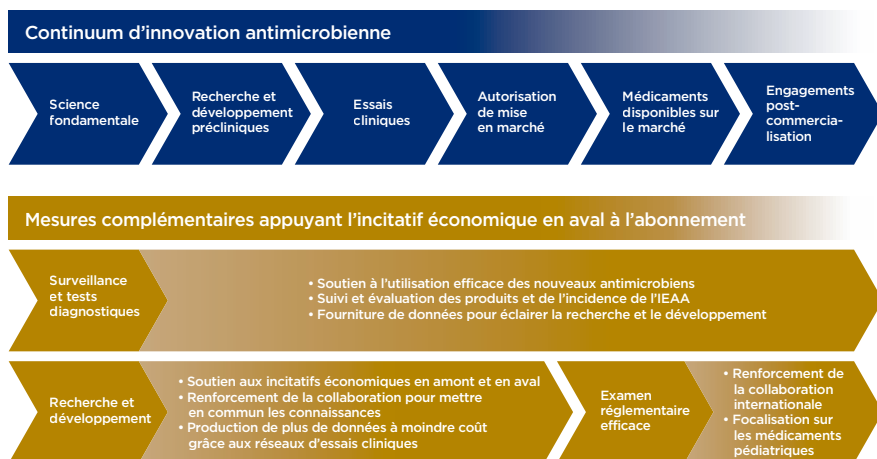 Continuum d’innovation antimicrobienne
Science
fondamentale
Recherche et
développement
précliniques
Essais
cliniques
Autorisation
de mise
en marché
Médicaments
disponibles sur
le marché
Engagements
post-
commercia-
lisation
Mesures complémentaires appuyant l’incitatif économique en aval à l’abonnement
Surveillance
et tests
diagnostiques
• Soutien à l’utilisation efficace des nouveaux antimicrobiens
• Suivi et évaluation des produits et de l’incidence de l’IEAA
• Fourniture de données pour éclairer la recherche et le développement
Recherche et
développement
• Soutien aux incitatifs économiques en amont et en aval
• Renforcement de la collaboration pour mettre
en commun les connaissances
• Production de plus de données à moindre coût
grâce aux réseaux d’essais cliniques
Examen
réglementaire
efficace
• Renforcement de
la collaboration
internationale
• Focalisation sur
les médicaments
pédiatriques